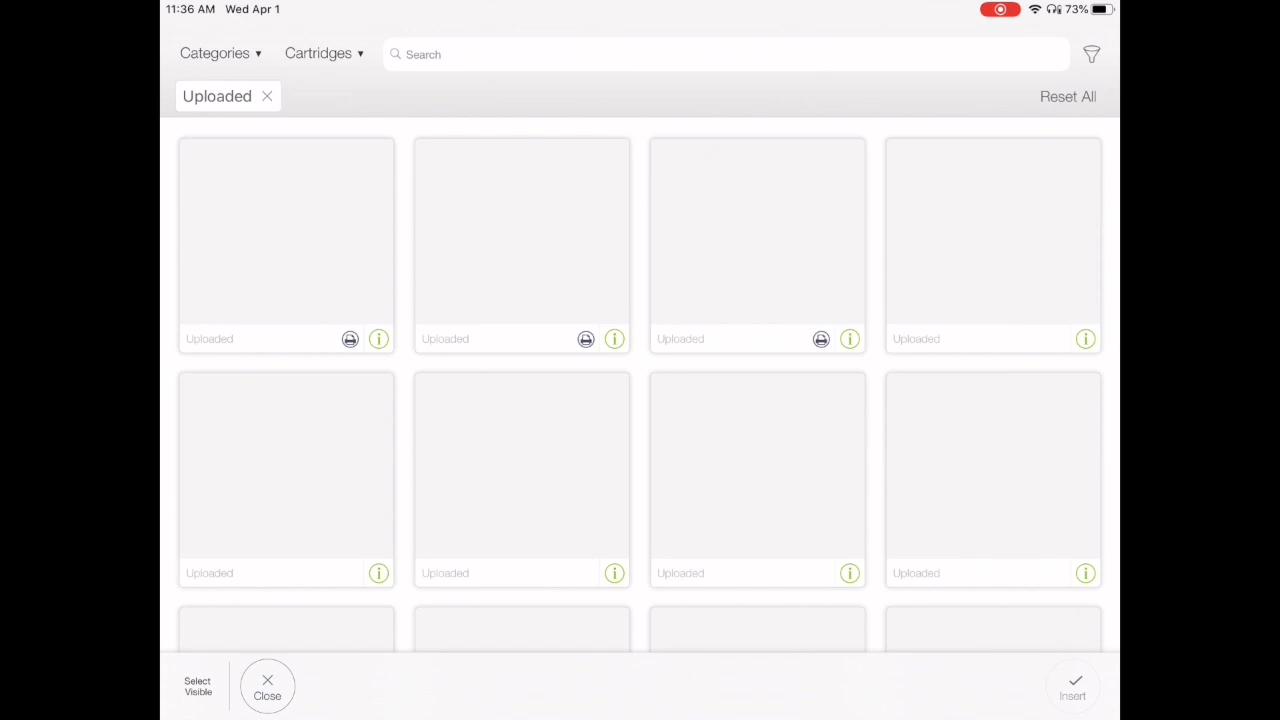 11:36 AM Wed Apr 1 73%
Categories ▾ Cartridges ▾ Search
Uploaded Reset All
Uploaded Uploaded Uploaded Uploaded
Uploaded Uploaded Uploaded Uploaded
Select
Visible
Close
Insert